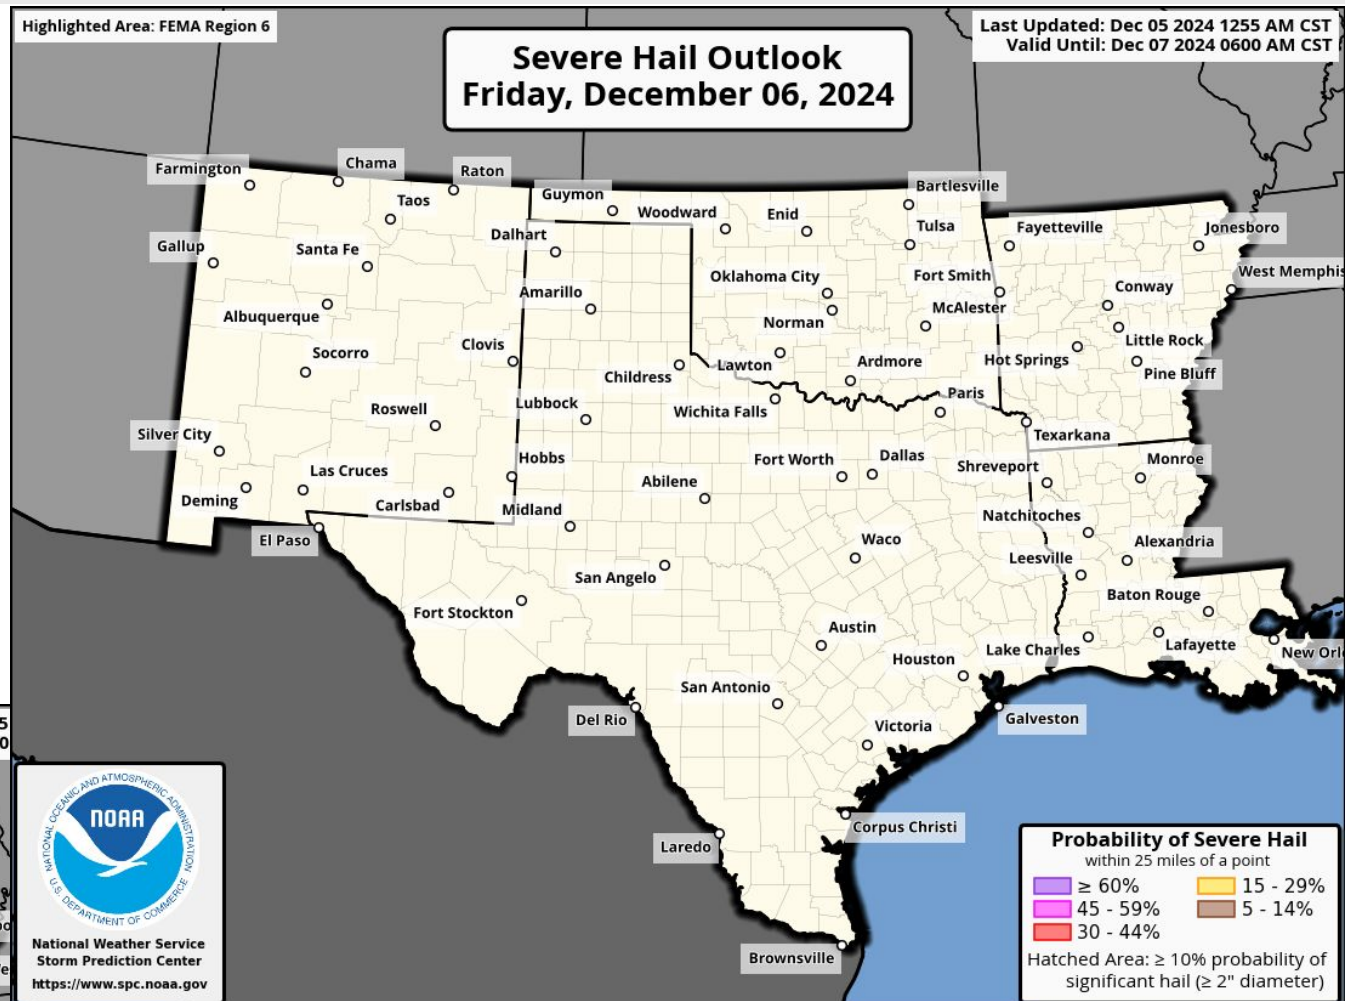 Highlighted Area: FEMA Region 6
Severe Hail Outlook
Friday, December 06, 2024
Last Updated: Dec 05 2024 1255 AM CST
Valid Until: Dec 07 2024 0600 AM CST
Farmington
Chama
Raton
Taos
Guymon
Woodward
Enid
Bartlesville
Tulsa
Fayetteville
Jonesboro
Gallup
Santa Fe
Dalhart
Oklahoma City
Fort Smith
West Memphis
Amarillo
Conway
Albuquerque
Norman
McAlester
Little Rock
Socorro
Clovis
Childress
Lawton
Ardmore
Hot Springs
Pine Bluff
Roswell
Lubbock
Wichita Falls
Paris
Silver City
Texarkana
Las Cruces
Hobbs
Fort Worth
Dallas
Shreveport
Monroe
Deming
Carlsbad
Midland
Abilene
Natchitoches
El Paso
Waco
Leesville
Alexandria
San Angelo
Fort Stockton
Baton Rouge
Austin
Houston
Lake Charles
Lafayette
New Orl
San Antonio
Del Rio
Victoria
Galveston
Laredo
Corpus Christi
Brownsville
NATIONAL OCEANIC AND ATMOSPHERIC ADMINISTRATION
NOAA
U.S. DEPARTMENT OF COMMERCE
National Weather Service
Storm Prediction Center
https://www.spc.noaa.gov
Probability of Severe Hail
within 25 miles of a point
≥ 60%
15 - 29%
45 - 59%
5 - 14%
30 - 44%
Hatched Area: ≥ 10% probability of
significant hail (≥ 2" diameter)